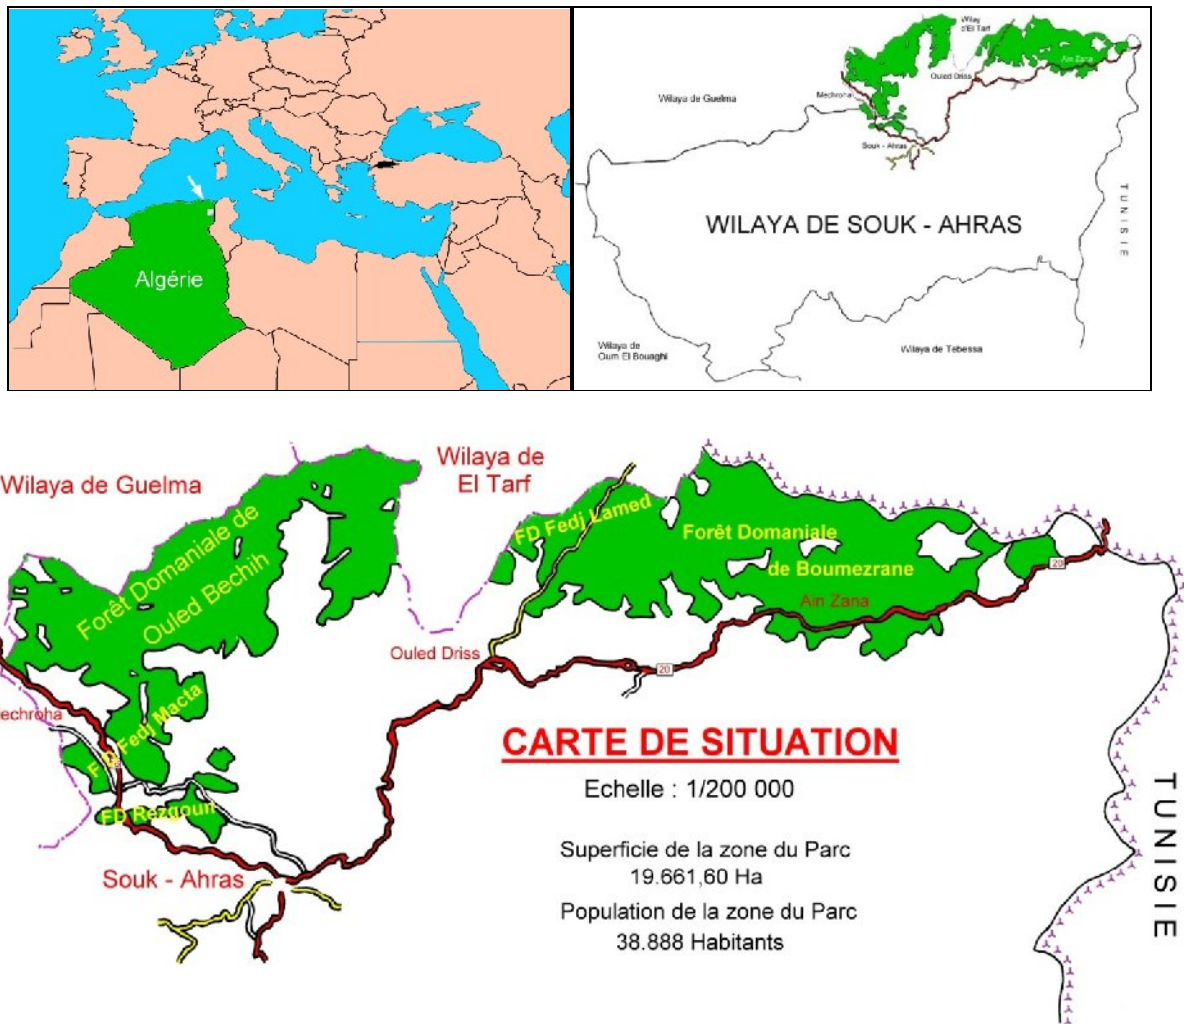 Algérie
Wilay
d'El Tarf
Ain Zana
Ouled Driss
Mechroha
Wilaya de Guelma
Souk - Ahras
WILAYA DE SOUK - AHRAS
TUNISIE
Wilaya de
Oum El Bouaghi
Wilaya de Tebessa
Wilaya de Guelma
Wilaya de
El Tarf
Forêt Domaniale de
Ouled Bechih
FD Fedj Lamed
Forêt Domaniale
de Boumezrane
Ain Zana
20
Ouled Driss
20
echroha
F D Fedj Macta
FD Rezgoun
Souk - Ahras
CARTE DE SITUATION
Echelle : 1/200 000
Superficie de la zone du Parc
19.661,60 Ha
Population de la zone du Parc
38.888 Habitants
TUNISIE